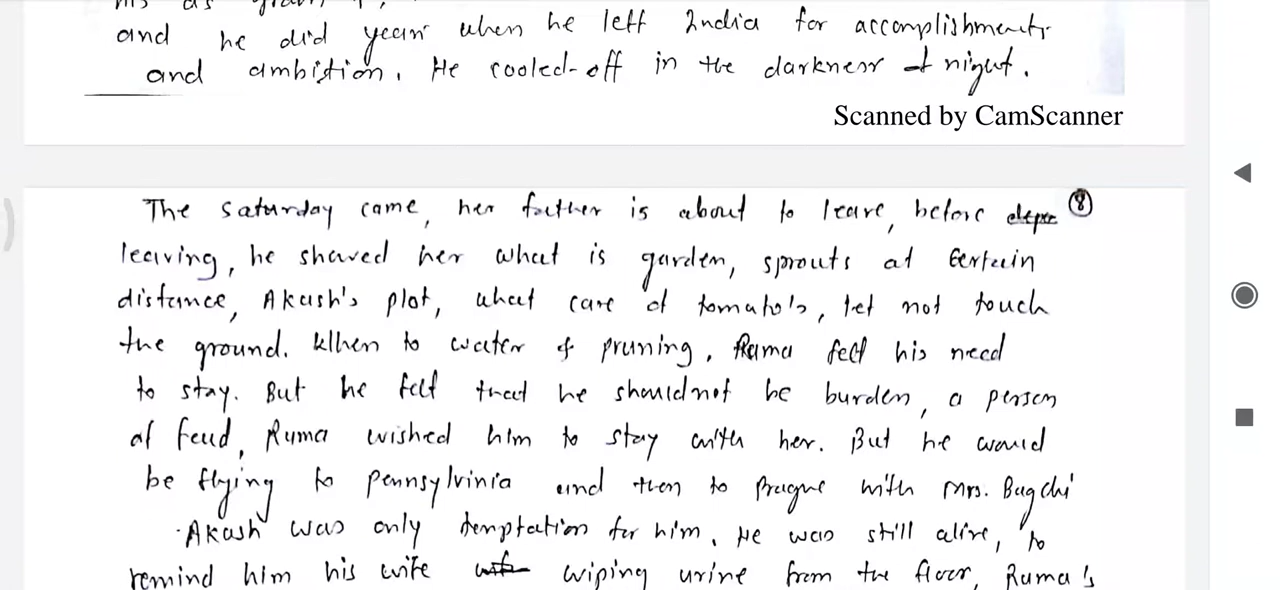 and he did years when he left India for accomplishments
and ambistion. He cooled-off in the darkness of night.
Scanned by CamScanner
8
The saturday came, her father is about to leave, before
leaving, he showed her what is garden, sprouts at certain
distance, Akash's plot, what care of tomato's, let not touch
the ground. When to water & pruning. Ruma felt his need
to stay. But he felt that he shouldnot be burden, a person
of feud, Ruma wished him to stay with her. But he would
be flying to Pennsylvinia and then to Prague with Mrs. Bagchi
Akash was only temptation for him. He was still alive, to
remind him his wife wiping urine from the floor, Ruma's